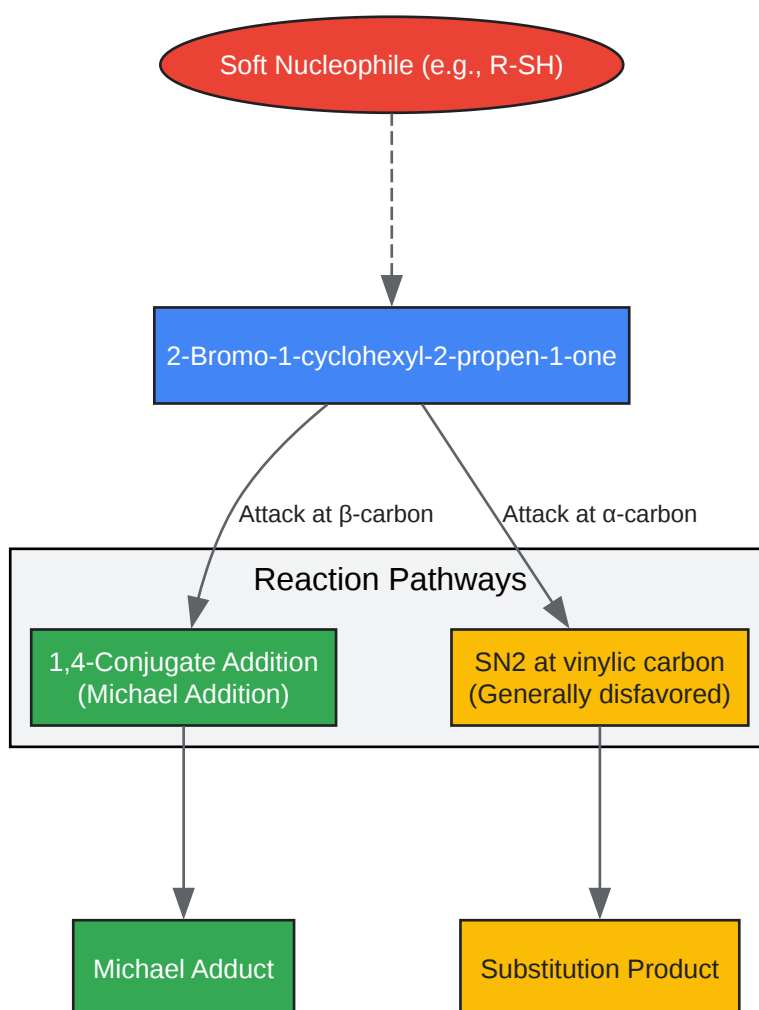 Soft Nucleophile (e.g., R-SH)
2-Bromo-1-cyclohexyl-2-propen-1-one
Attack at β-carbon
Attack at α-carbon
Reaction Pathways
1,4-Conjugate Addition
(Michael Addition)
SN2 at vinylic carbon
(Generally disfavored)
Michael Adduct
Substitution Product